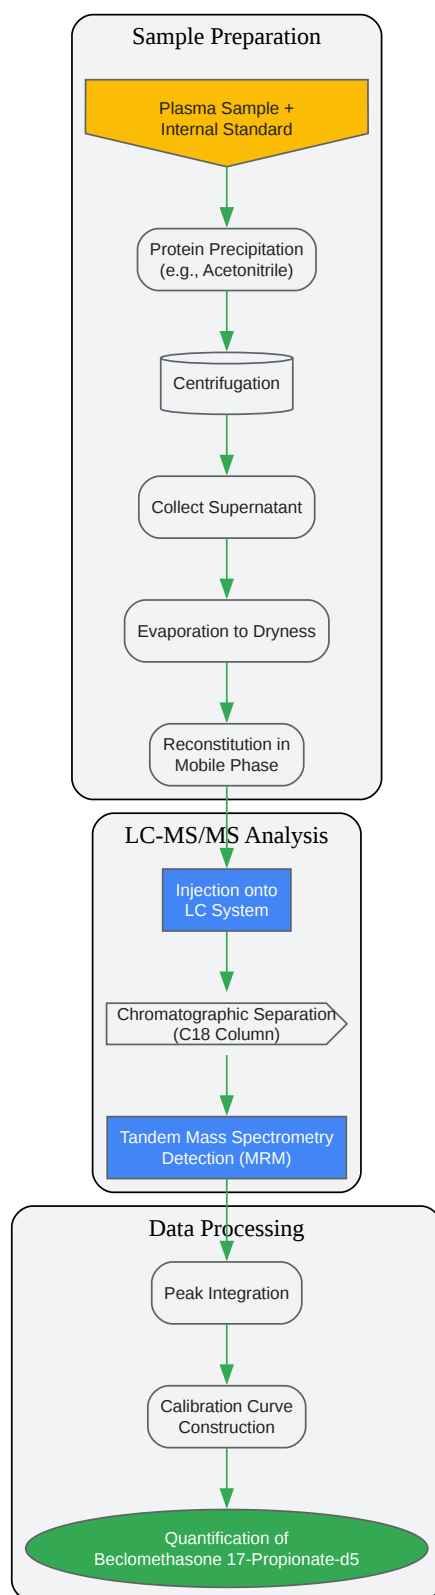 Sample Preparation
Plasma Sample +
Internal Standard
Protein Precipitation
(e.g., Acetonitrile)
Centrifugation
Collect Supernatant
Evaporation to Dryness
Reconstitution in
Mobile Phase
LC-MS/MS Analysis
Injection onto
LC System
Chromatographic Separation
(C18 Column)
Tandem Mass Spectrometry
Detection (MRM)
Data Processing
Peak Integration
Calibration Curve
Construction
Quantification of
Beclomethasone 17-Propionate-d5